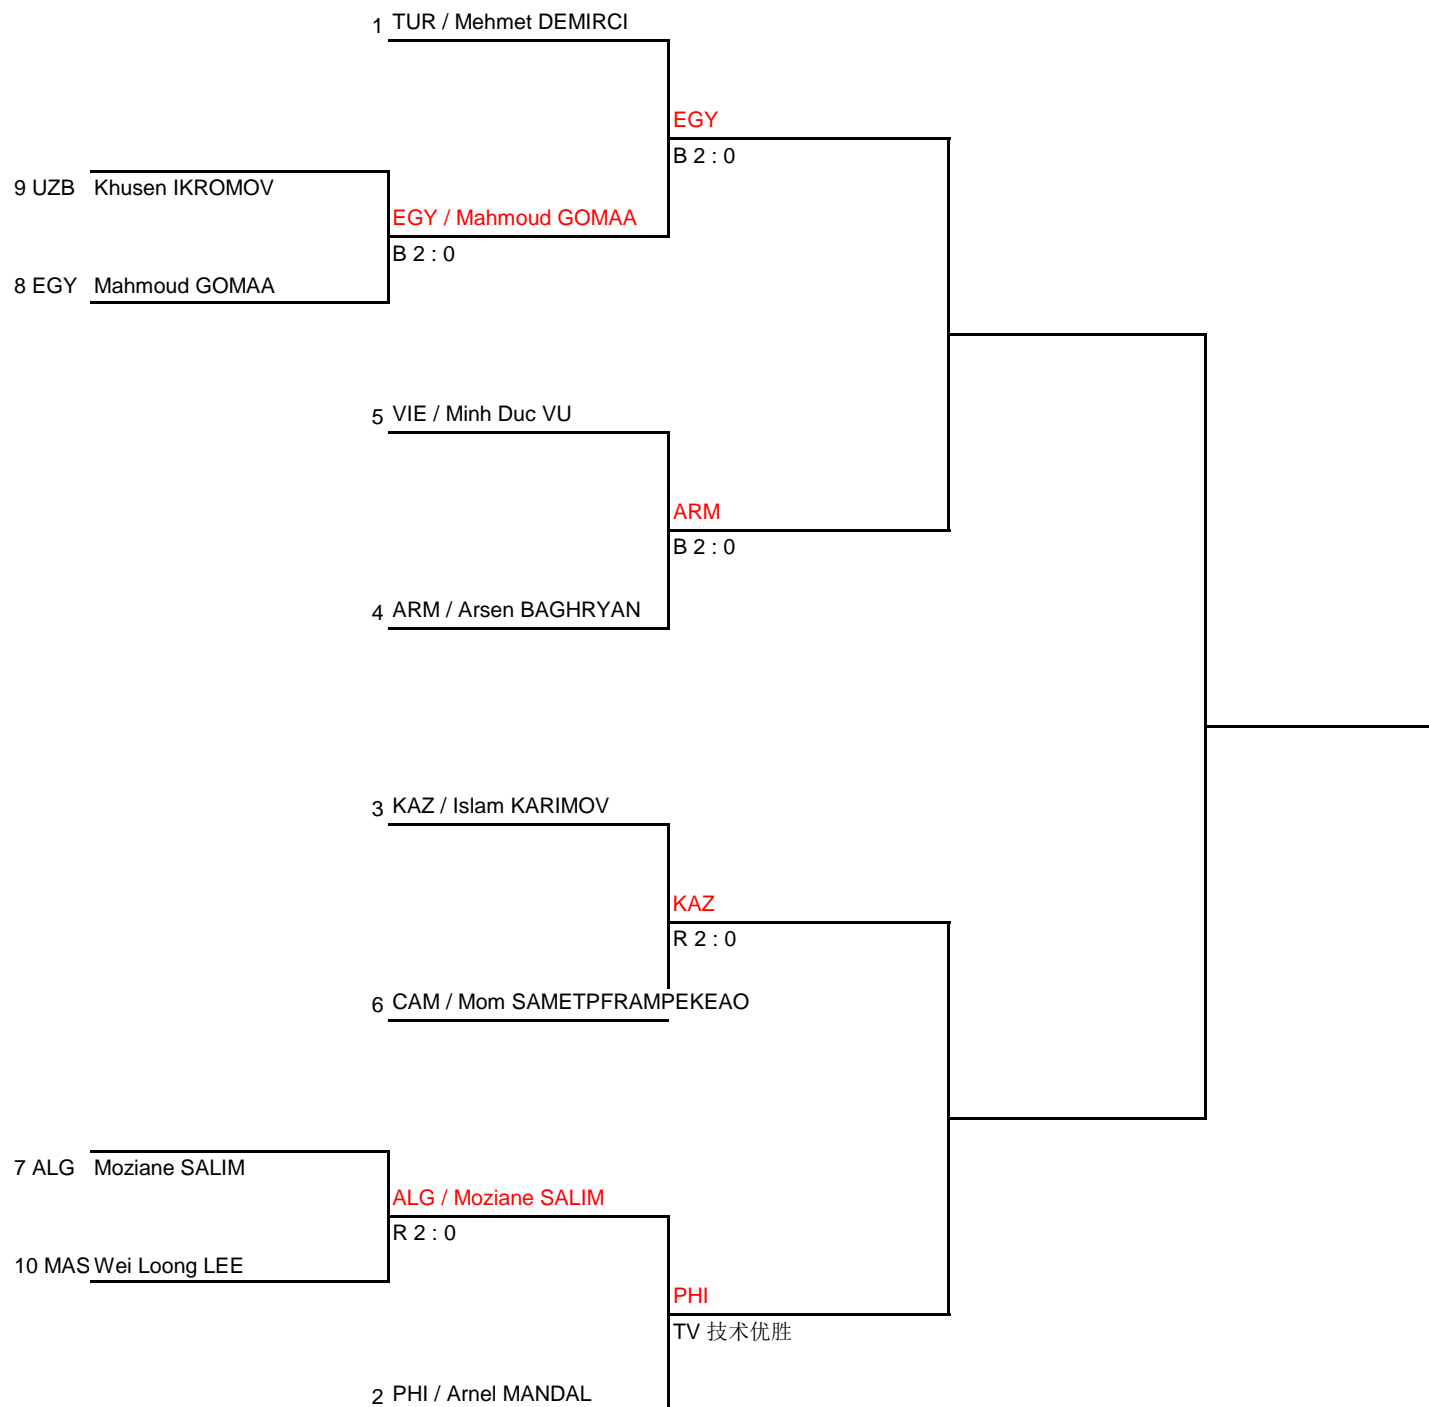 1 TUR / Mehmet DEMIRCI
EGY
B 2 : 0
9 UZB Khusen IKROMOV
EGY / Mahmoud GOMAA
B 2 : 0
8 EGY Mahmoud GOMAA
5 VIE / Minh Duc VU
ARM
B 2 : 0
4 ARM / Arsen BAGHRYAN
3 KAZ / Islam KARIMOV
KAZ
R 2 : 0
6 CAM / Mom SAMETPFRAMPEKEAO
7 ALG Moziane SALIM
ALG / Moziane SALIM
R 2 : 0
10 MAS Wei Loong LEE
PHI
TV 技术优胜
2 PHI / Arnel MANDAL